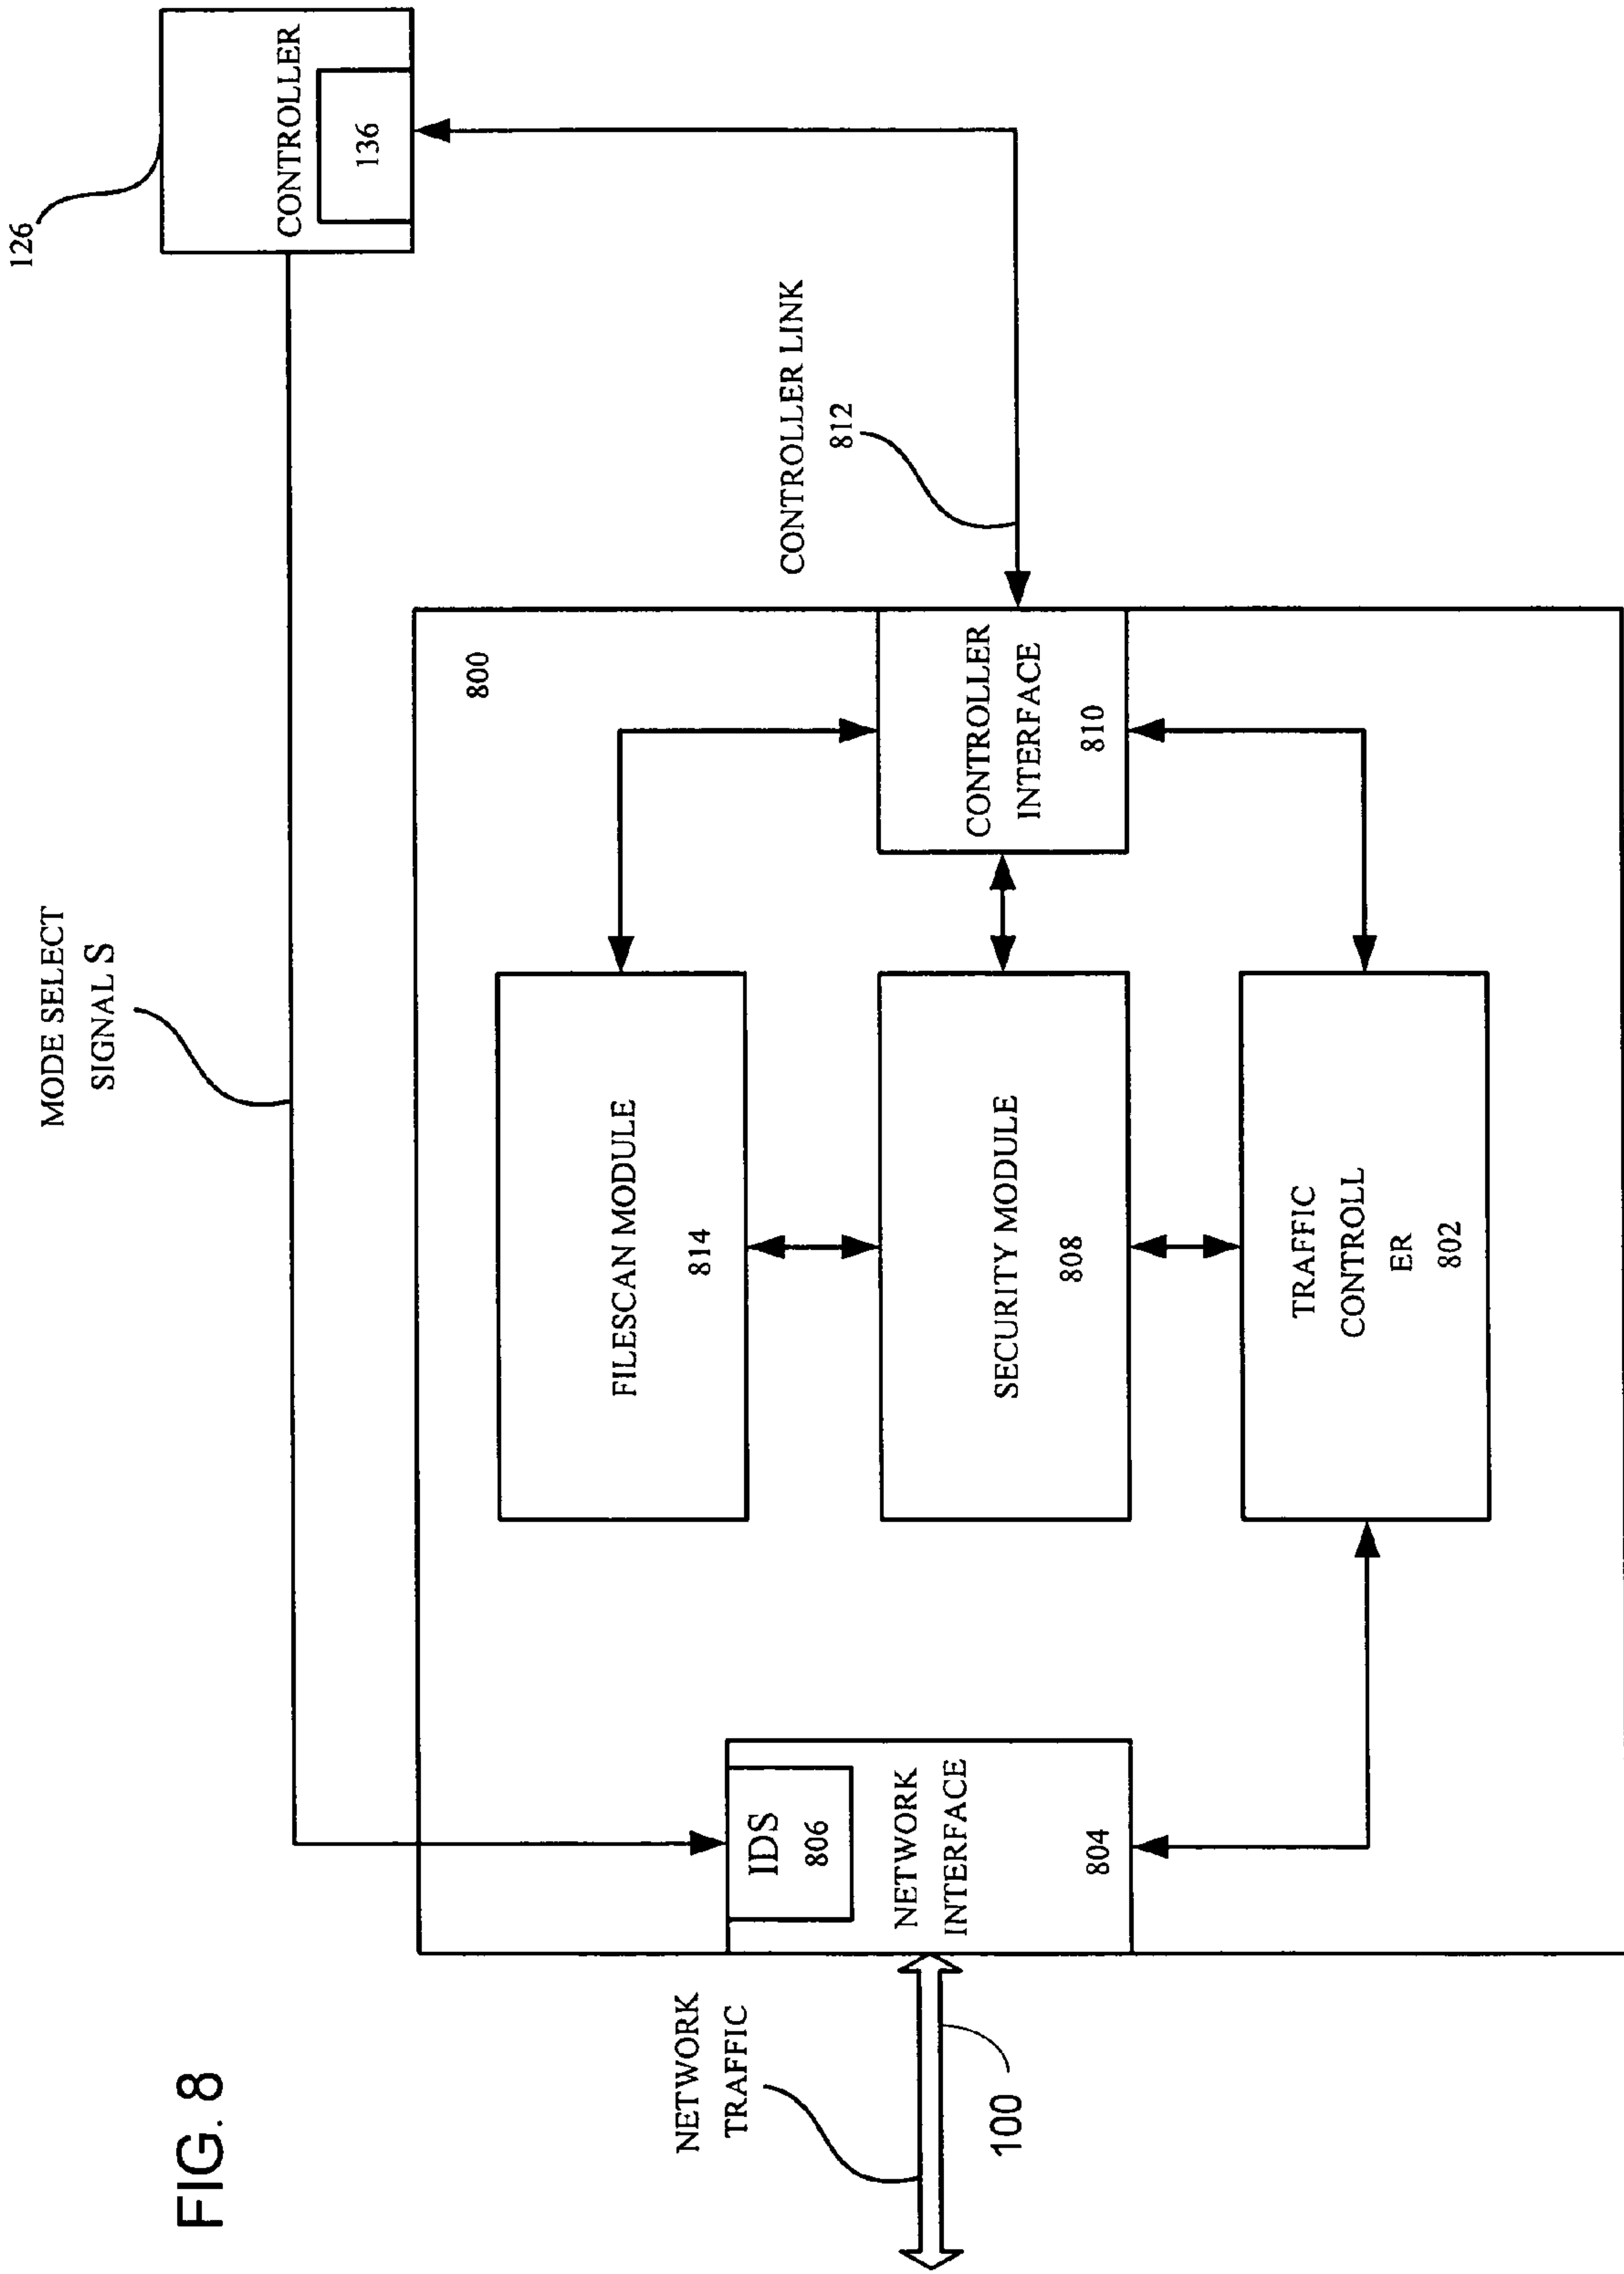 FIG. 8
MODE SELECT
SIGNAL S
126
CONTROLLER
136
CONTROLLER LINK
812
800
NETWORK
TRAFFIC
100
IDS
806
NETWORK
INTERFACE
804
FILESCAN MODULE
814
SECURITY MODULE
808
TRAFFIC
CONTROLL
ER
802
CONTROLLER
INTERFACE
810